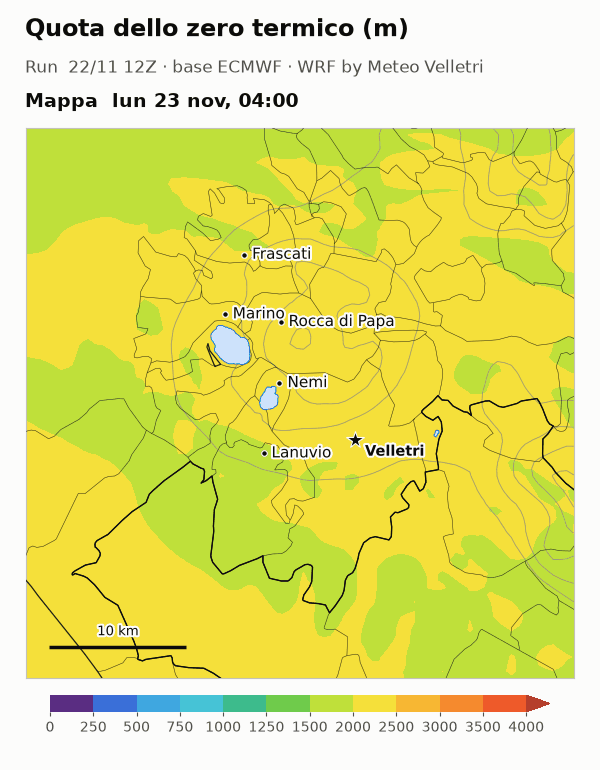 Quota dello zero termico (m)
Run  22/11 12Z · base ECMWF · WRF by Meteo Velletri
Mappa  lun 23 nov, 04:00
Frascati
Marino
Rocca di Papa
Nemi
Velletri
Lanuvio
10 km
0 250 500 750 1000 1250 1500 2000 2500 3000 3500 4000